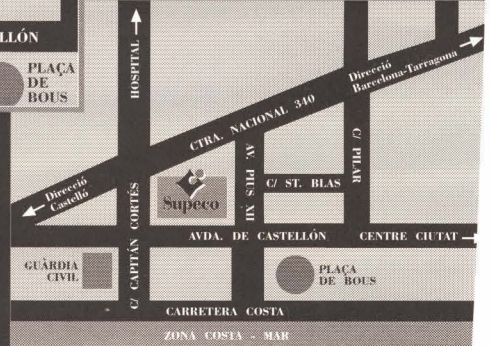 LLÓN
PLAÇA
DE
BOUS
HOSPITAL
Direcció
Barcelona-Tarragona
CTRA. NACIONAL 340
C/ PILAR
AV. PIUS XII
C/ ST. BLAS
Direcció
Castelló
Supeco
C/ CAPITÁN CORTÉS
AVDA. DE CASTELLÓN
CENTRE CIUTAT
GUÀRDIA
CIVIL
PLAÇA
DE BOUS
CARRETERA COSTA
ZONA COSTA - MAR